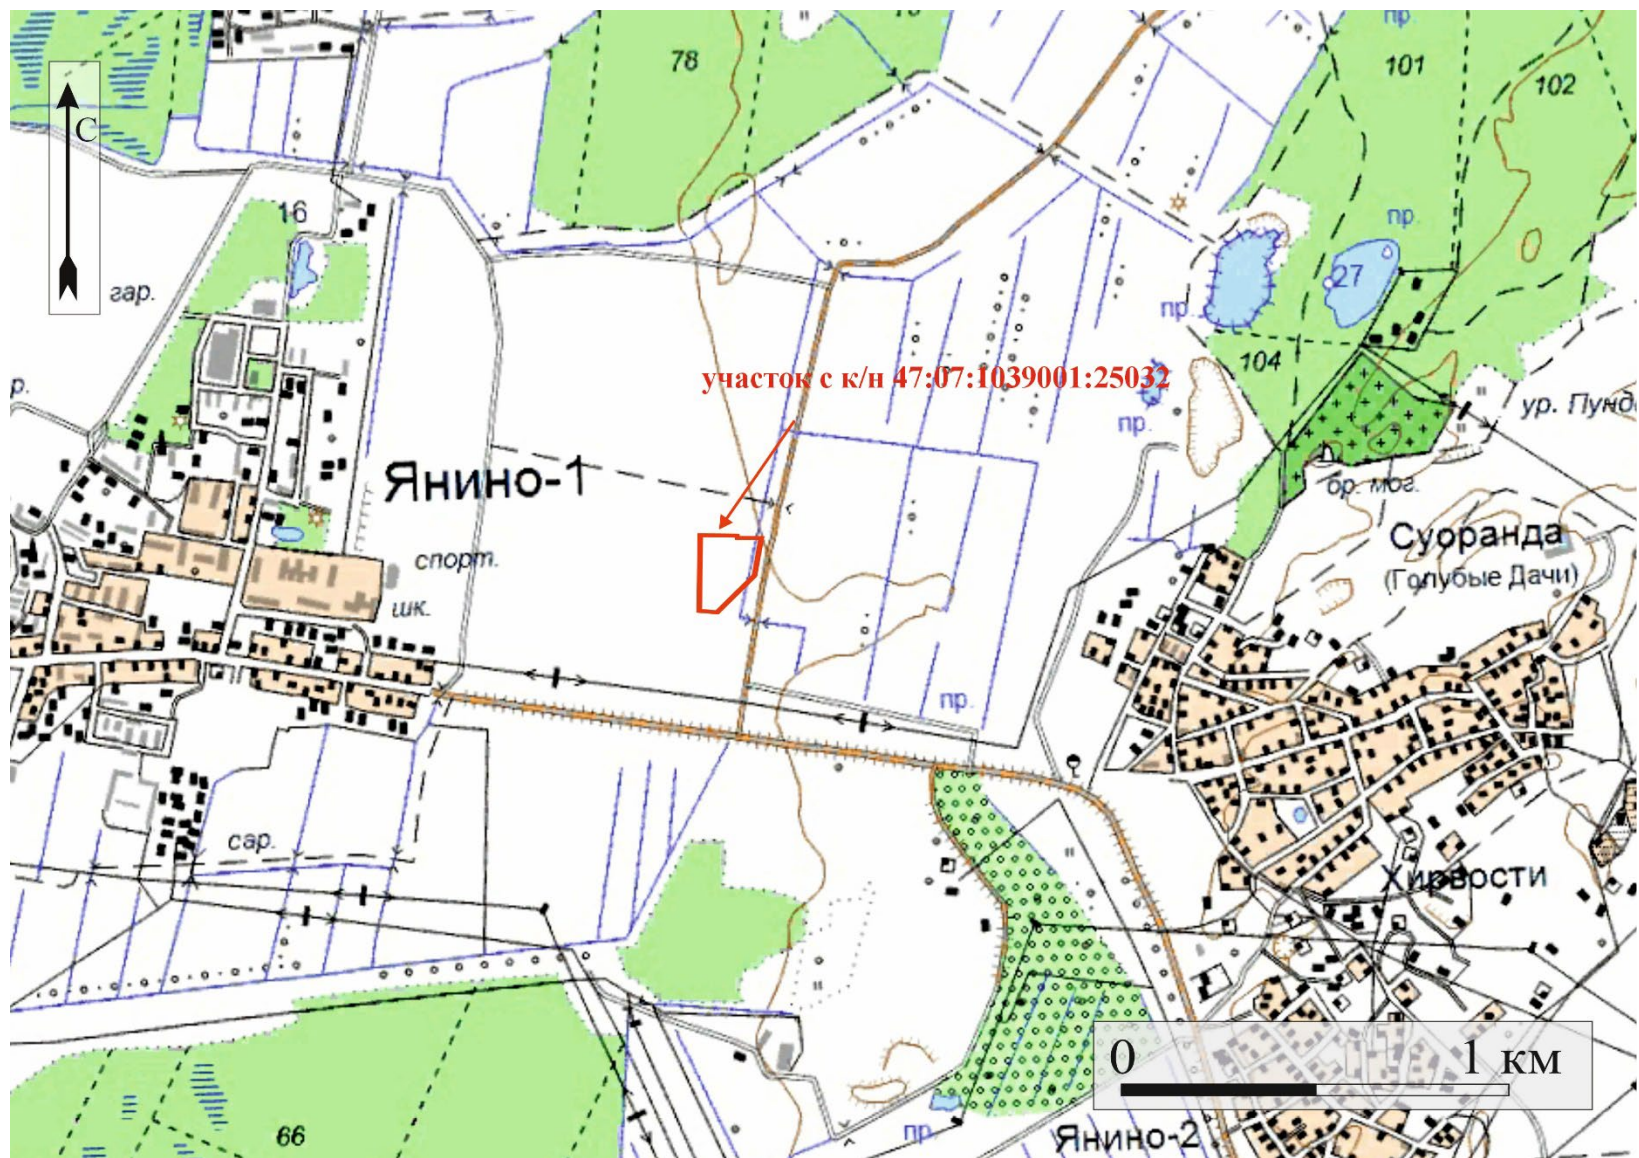 пр.
78
101
102
С
16
пр.
гар.
27
пр.
104
участок с к/н 47:07:1039001:25032
р.
ур. Пунд
пр.
Янино-1
бр. мог.
Суоранда
(Голубые Дачи)
спорт.
шк.
пр.
сар.
Хирвости
0
1 км
66
пр.
Янино-2